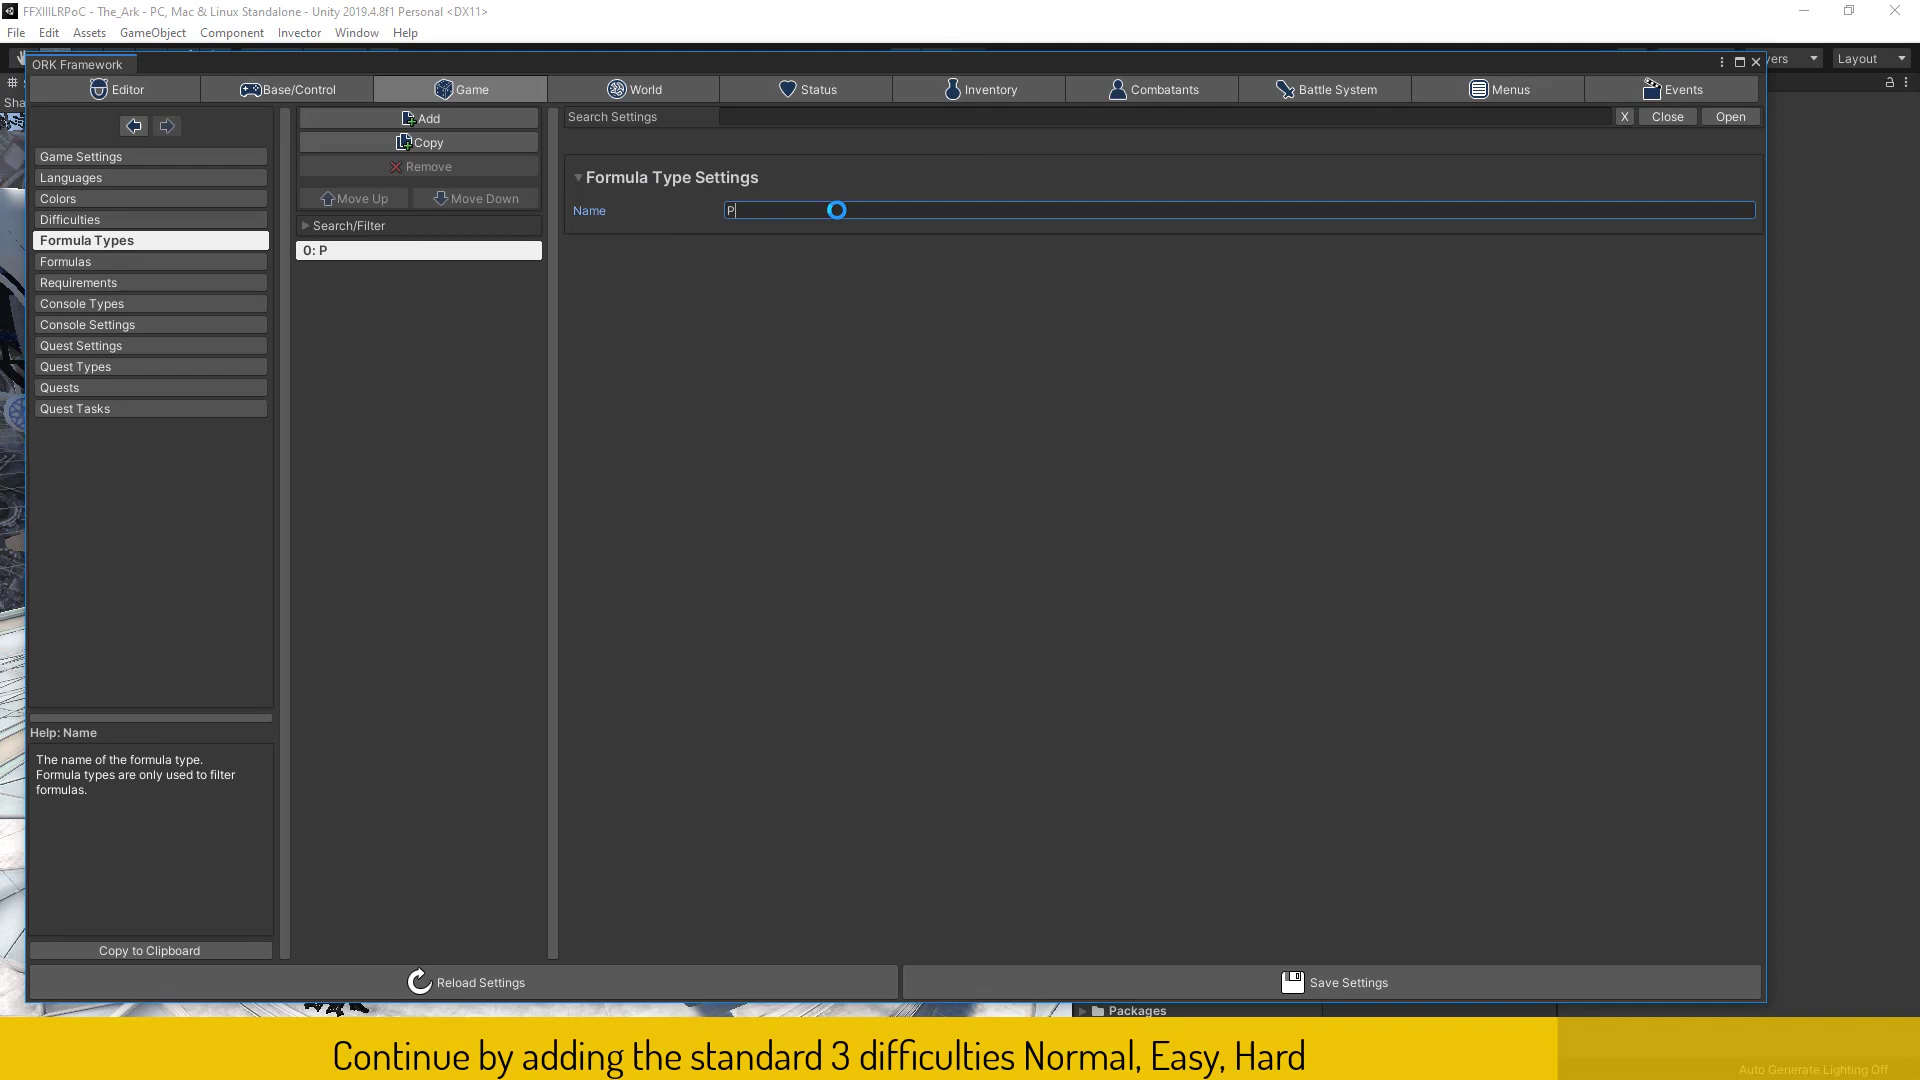 FFXIIILRPoC - The_Ark - PC, Mac & Linux Standalone - Unity 2019.4.8f1 Personal <DX11>
File Edit Assets GameObject Component Invector Window Help
yers Layout
ORK Framework
Editor Base/Control Game World Status Inventory Combatants Battle System Menus Events
Sha
Add
Copy
Remove
Move Up Move Down
Search/Filter
0: P
Search Settings X Close Open
Formula Type Settings
Name P
Game Settings
Languages
Colors
Difficulties
Formula Types
Formulas
Requirements
Console Types
Console Settings
Quest Settings
Quest Types
Quests
Quest Tasks
Help: Name
The name of the formula type.
Formula types are only used to filter
formulas.
Copy to Clipboard
Reload Settings Save Settings
Packages
Continue by adding the standard 3 difficulties Normal, Easy, Hard
Auto Generate Lighting Off